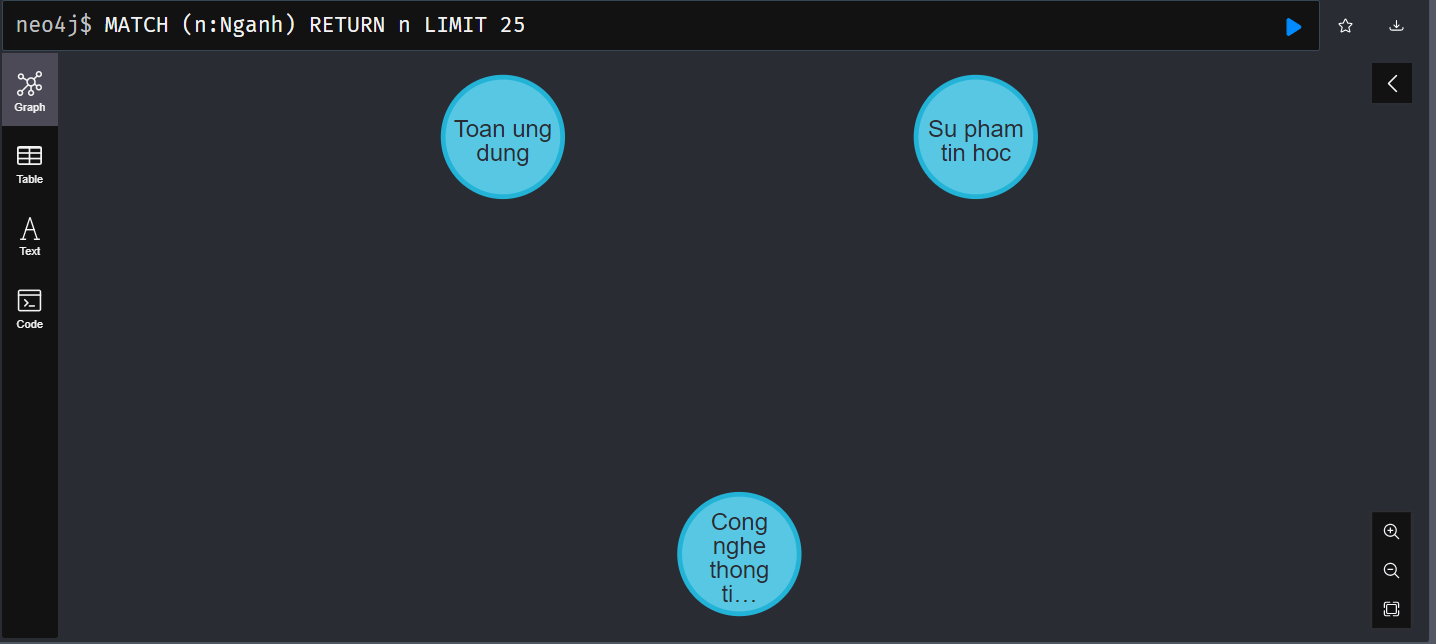 neo4j$ MATCH (n:Nganh) RETURN n LIMIT 25
Graph
Table
Text
Code
Toan ung
dung
Su pham
tin hoc
Cong
nghe
thong
ti…